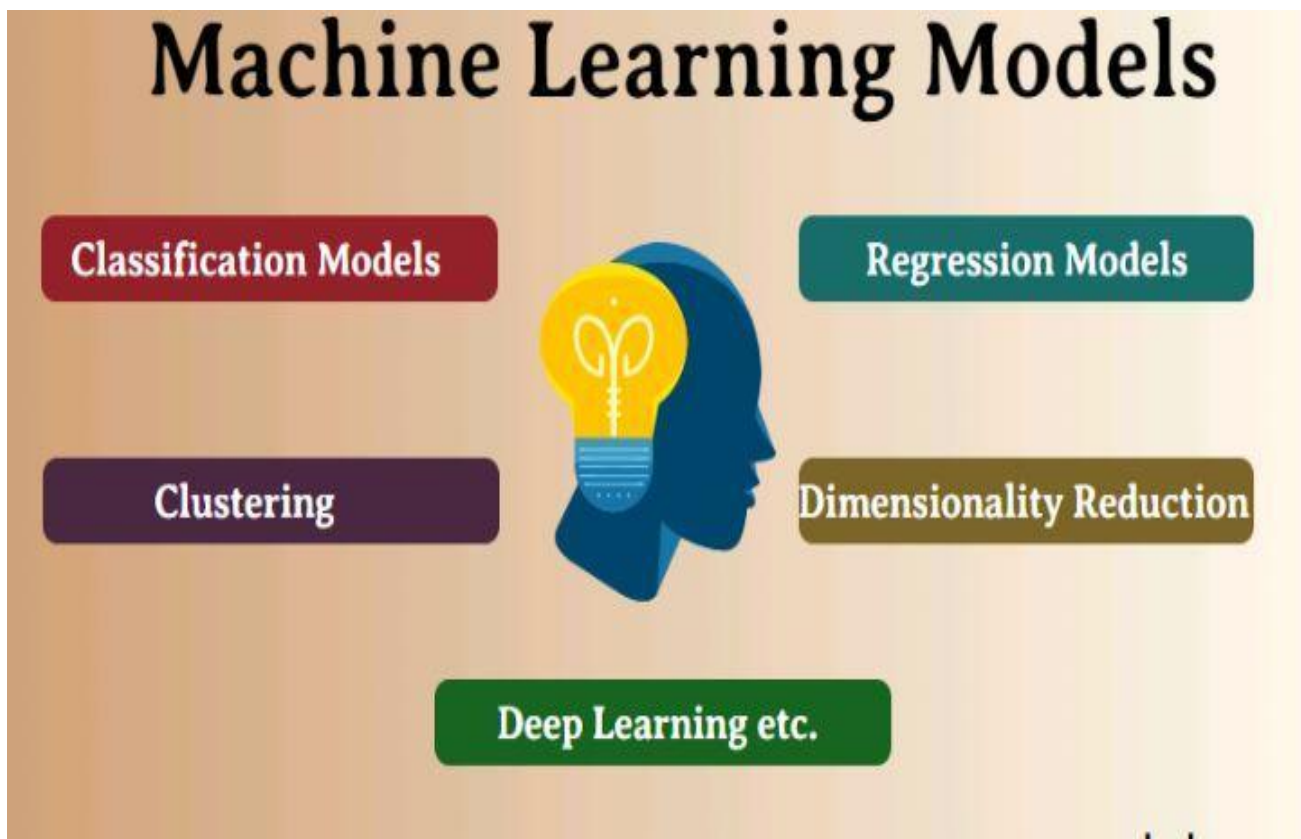 Machine Learning Models
Classification Models
Regression Models
Clustering
Dimensionality Reduction
Deep Learning etc.